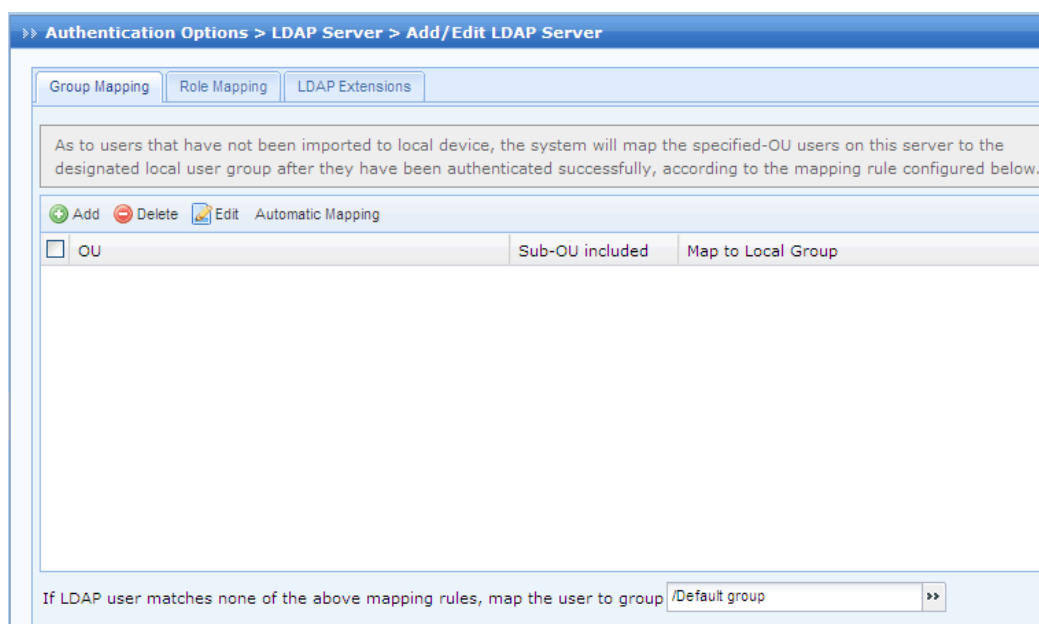 ›› Authentication Options > LDAP Server > Add/Edit LDAP Server
Group Mapping Role Mapping LDAP Extensions
As to users that have not been imported to local device, the system will map the specified-OU users on this server to the
designated local user group after they have been authenticated successfully, according to the mapping rule configured below.
Add Delete Edit Automatic Mapping
OU Sub-OU included Map to Local Group
If LDAP user matches none of the above mapping rules, map the user to group /Default group ››